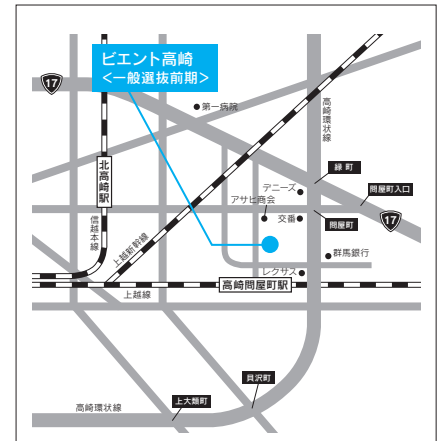 ビエント高崎
<一般選抜前期>
17
第一病院
高崎環状線
緑町
北高崎駅
デニーズ
問屋町入口
アサヒ商会
交番
17
信越本線
問屋町
上越新幹線
群馬銀行
レクサス
高崎問屋町駅
上越線
貝沢町
高崎環状線
上大類町